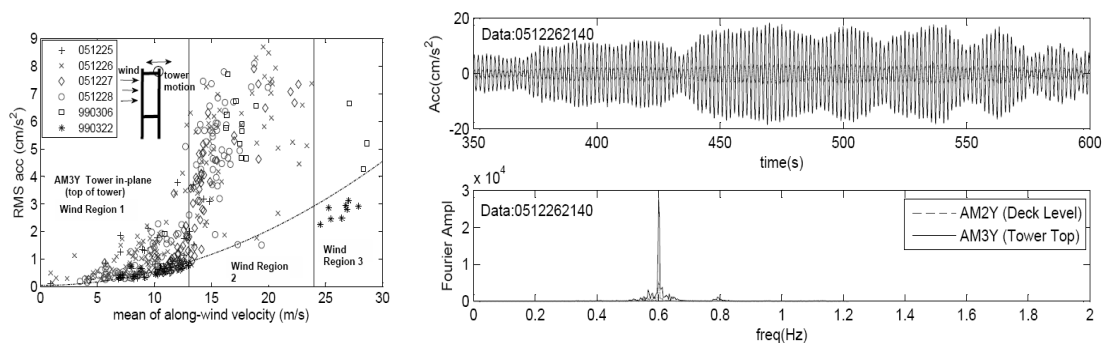 9
8
7
6
5
4
3
2
1
0
0 5 10 15 20 25 30
RMS acc (cm/s²)
mean of along-wind velocity (m/s)
051225
051226
051227
051228
990306
990322
wind
tower
motion
AM3Y Tower in-plane
(top of tower)
Wind Region 1
Wind Region
2
Wind
Region 3
20
0
-20
Acc(cm/s²)
Data:0512262140
350 400 450 500 550 600
time(s)
x 10⁴
3
2
1
0
Fourier Ampl
Data:0512262140
AM2Y (Deck Level)
AM3Y (Tower Top)
0 0.2 0.4 0.6 0.8 1 1.2 1.4 1.6 1.8 2
freq(Hz)